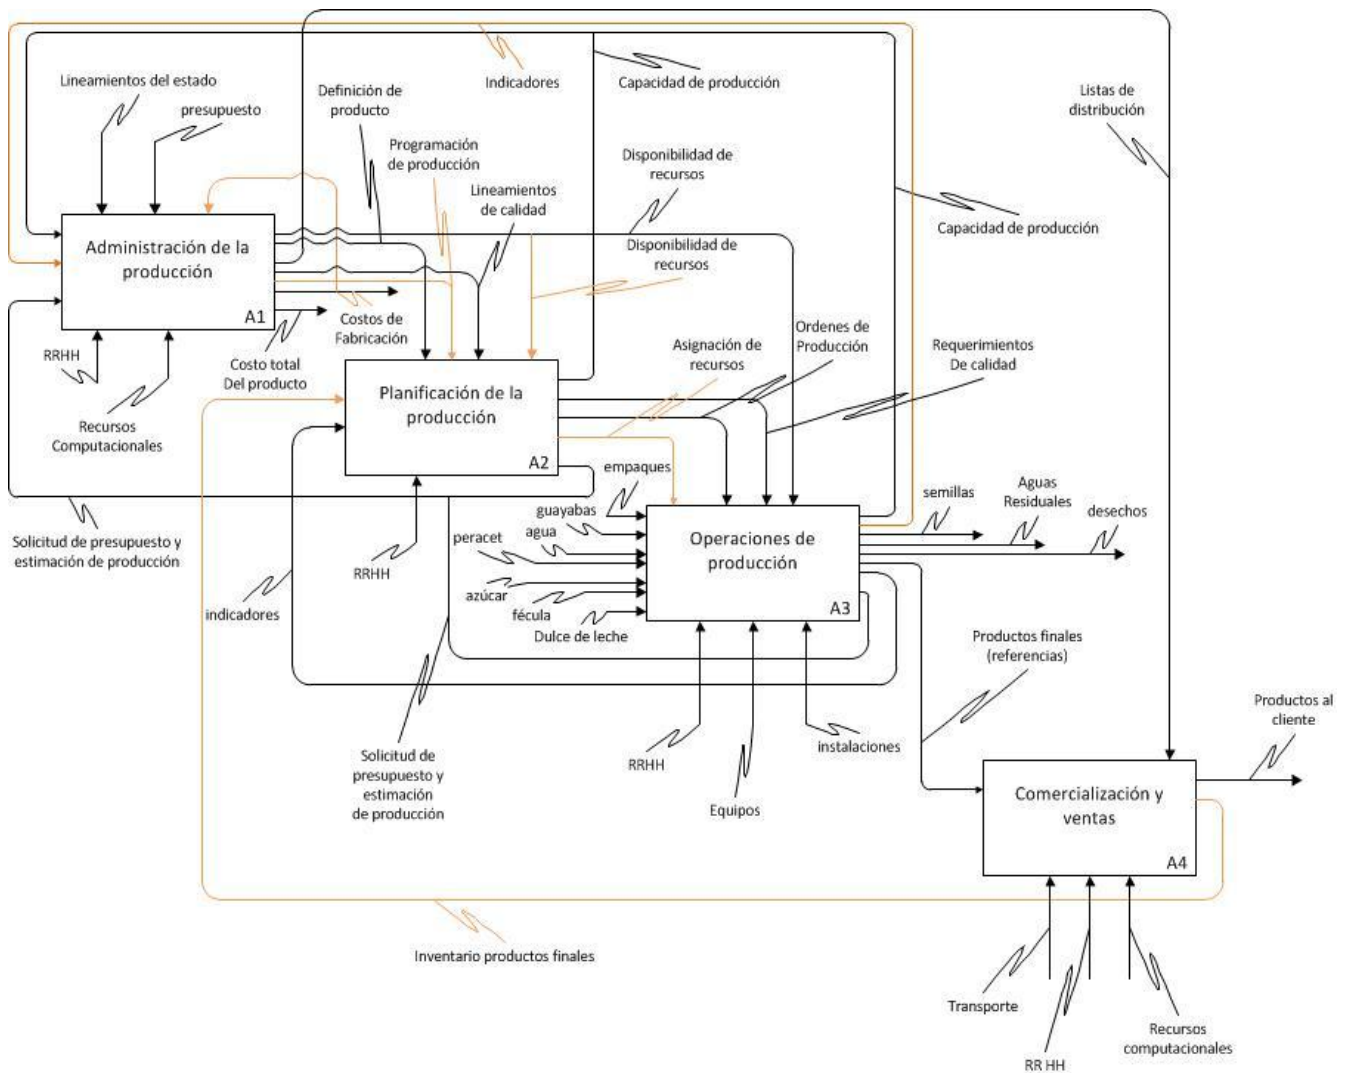 Lineamientos del estado
presupuesto
Definición de
producto
Programación
de producción
Lineamientos
de calidad
Indicadores
Capacidad de producción
Listas de
distribución
Disponibilidad de
recursos
Capacidad de producción
Disponibilidad de
recursos
Administración de la
producción
A1
RRHH
Recursos
Computacionales
Costo total
Del producto
Costos de
Fabricación
Planificación de la
producción
A2
Asignación de
recursos
Ordenes de
Producción
Requerimientos
De calidad
Solicitud de presupuesto y
estimación de producción
indicadores
RRHH
empaques
guayabas
agua
peracet
azúcar
fécula
Dulce de leche
Operaciones de
producción
A3
semillas
Aguas
Residuales
desechos
Solicitud de
presupuesto y
estimación
de producción
RRHH
Equipos
instalaciones
Productos finales
(referencias)
Productos al
cliente
Comercialización y
ventas
A4
Inventario productos finales
Transporte
RR HH
Recursos
computacionales